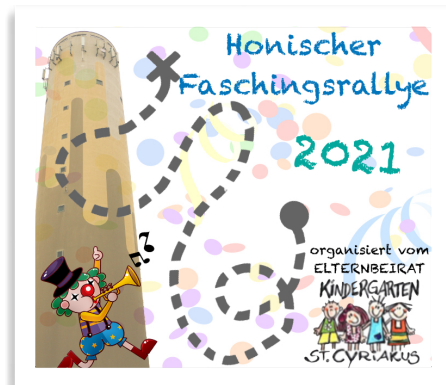 Honischer
Faschingsrallye
2021
organisiert vom
ELTERNBEIRAT
KiNDERGARTEN
ST. CYRiAKUS